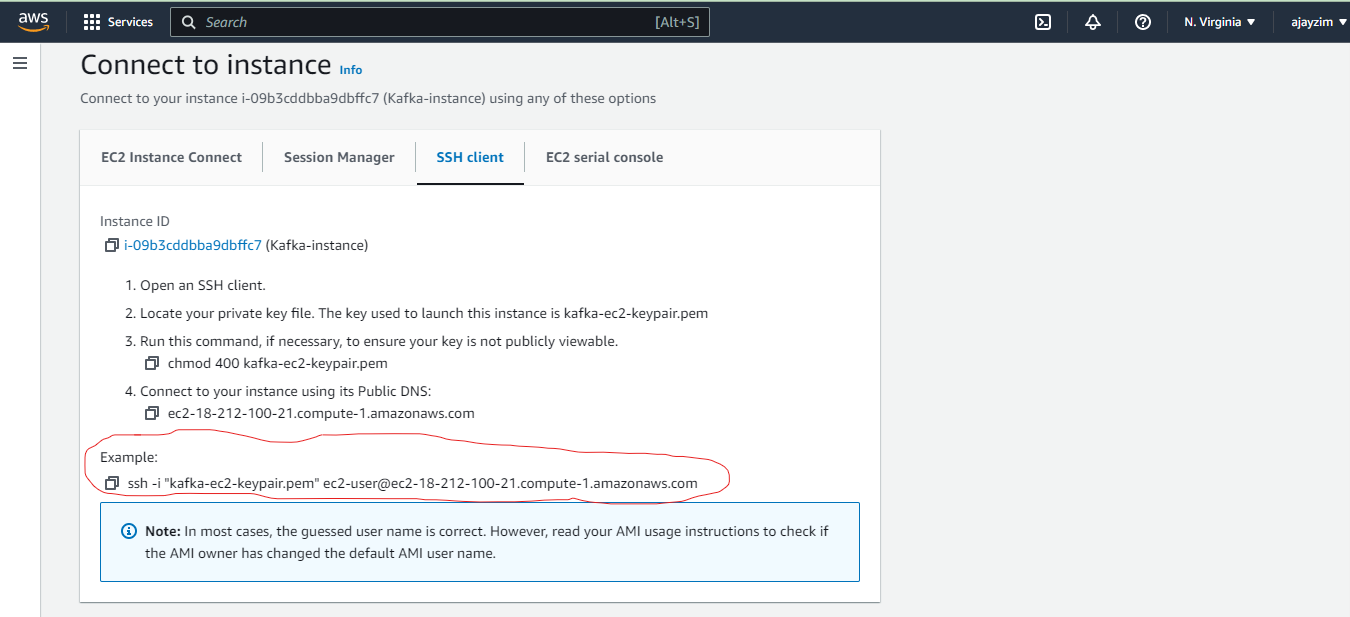 aws
Services
Search
[Alt+S]
N. Virginia
ajayzim
Connect to instance Info
Connect to your instance i-09b3cddbba9dbffc7 (Kafka-instance) using any of these options
EC2 Instance Connect
Session Manager
SSH client
EC2 serial console
Instance ID
i-09b3cddbba9dbffc7 (Kafka-instance)
1. Open an SSH client.
2. Locate your private key file. The key used to launch this instance is kafka-ec2-keypair.pem
3. Run this command, if necessary, to ensure your key is not publicly viewable.
chmod 400 kafka-ec2-keypair.pem
4. Connect to your instance using its Public DNS:
ec2-18-212-100-21.compute-1.amazonaws.com
Example:
ssh -i "kafka-ec2-keypair.pem" ec2-user@ec2-18-212-100-21.compute-1.amazonaws.com
Note: In most cases, the guessed user name is correct. However, read your AMI usage instructions to check if
the AMI owner has changed the default AMI user name.